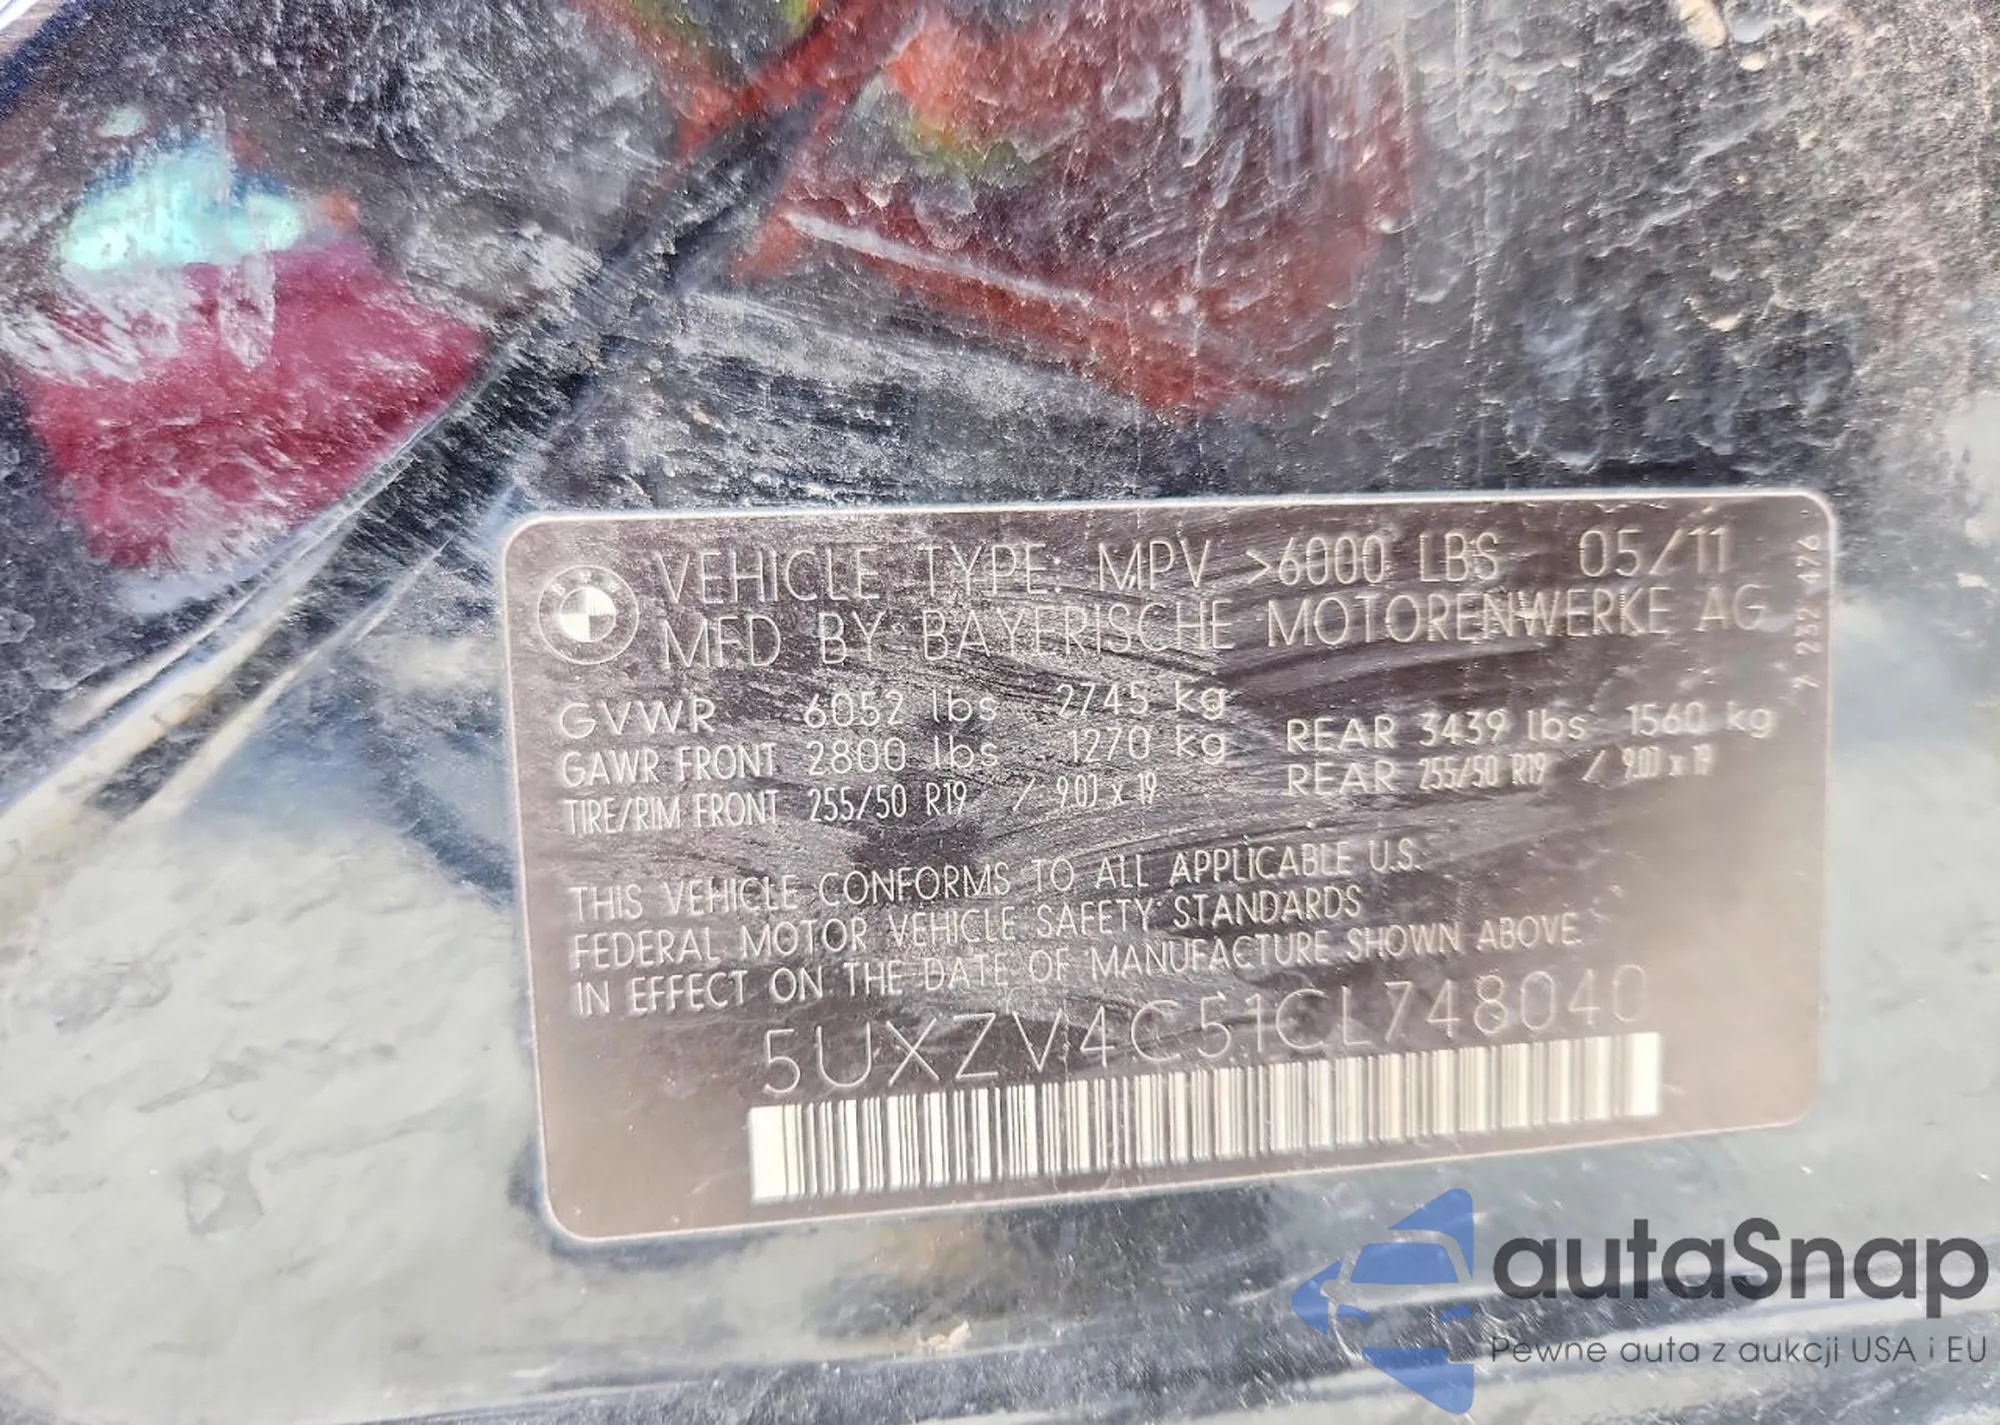 VEHICLE TYPE: MPV >6000 LBS 05/11
MFD BY BAYERISCHE MOTORENWERKE AG
7 232 476
GVWR 6052 lbs 2745 kg
GAWR FRONT 2800 lbs 1270 kg REAR 3439 lbs 1560 kg
TIRE/RIM FRONT 255/50 R19 / 9.0J x 19 REAR 255/50 R19 / 9.0J x 19
THIS VEHICLE CONFORMS TO ALL APPLICABLE U.S.
FEDERAL MOTOR VEHICLE SAFETY STANDARDS
IN EFFECT ON THE DATE OF MANUFACTURE SHOWN ABOVE.
5UXZV4C51CL748040
autaSnap
Pewne auta z aukcji USA i EU